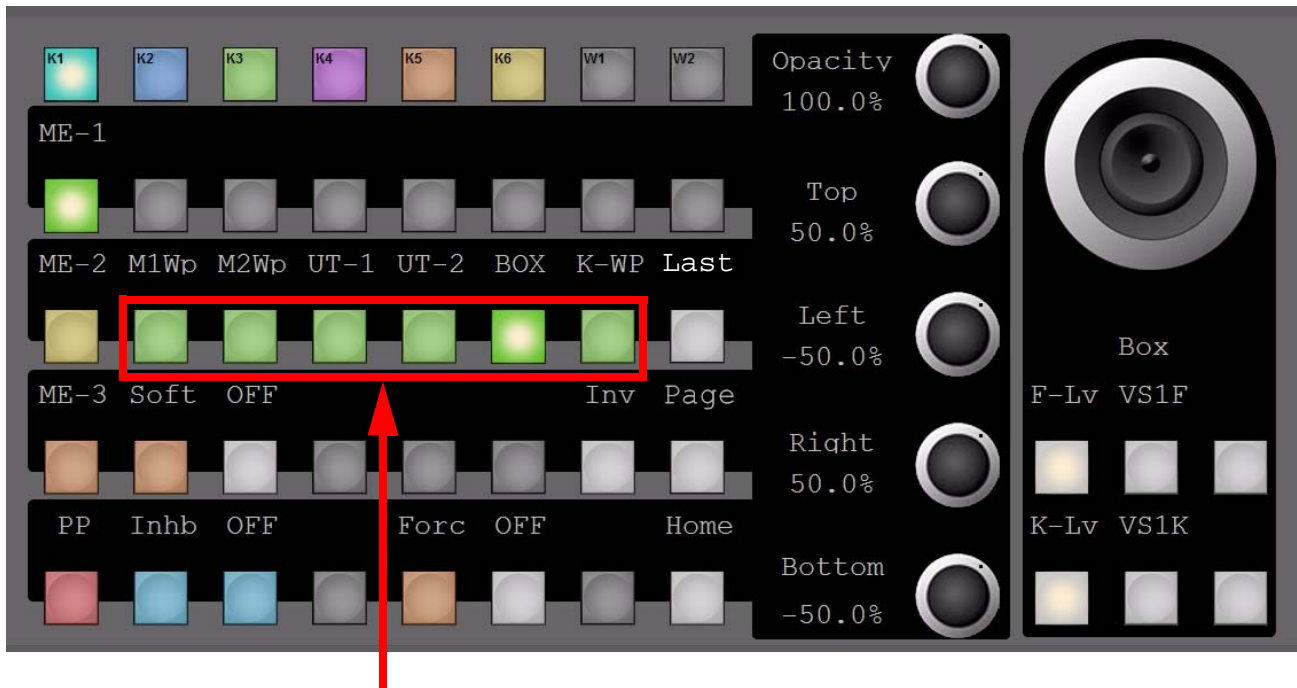 K1 K2 K3 K4 K5 K6 W1 W2
ME-1
ME-2 M1Wp M2Wp UT-1 UT-2 BOX K-WP Last
ME-3 Soft OFF Inv Page
PP Inhb OFF Forc OFF Home
Opacity
100.0%
Top
50.0%
Left
-50.0%
Right
50.0%
Bottom
-50.0%
Box
F-Lv VS1F
K-Lv VS1K